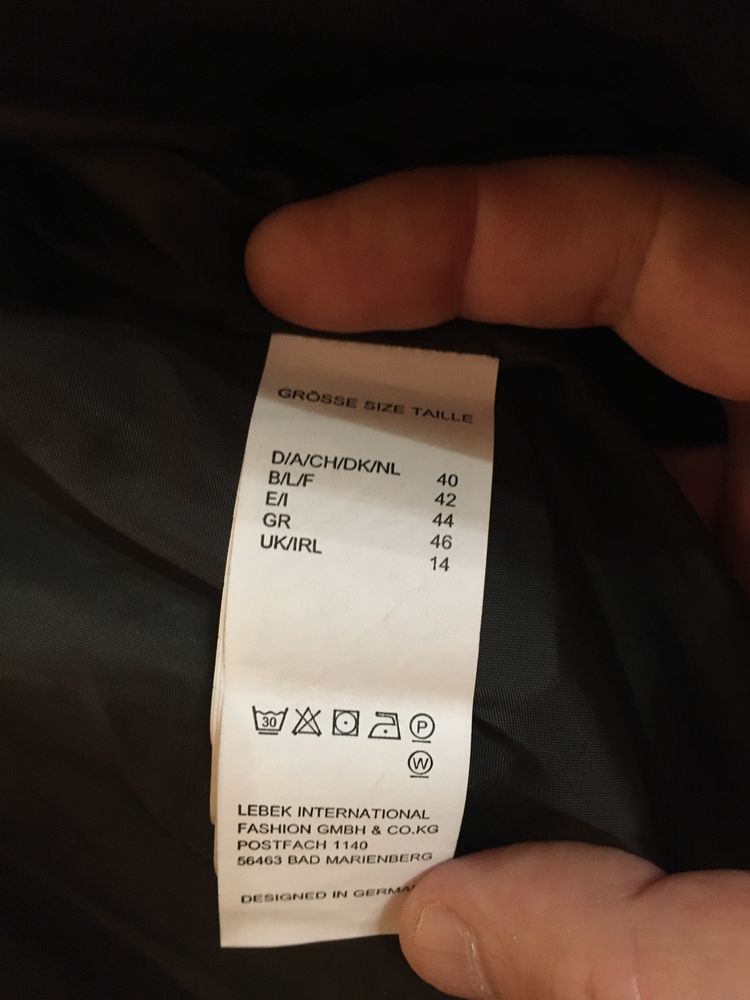 GRÖSSE SIZE TAILLE
D/A/CH/DK/NL 40
B/L/F 42
E/I 44
GR 46
UK/IRL 14
30
P
W
LEBEK INTERNATIONAL
FASHION GMBH & CO.KG
POSTFACH 1140
56463 BAD MARIENBERG
DESIGNED IN